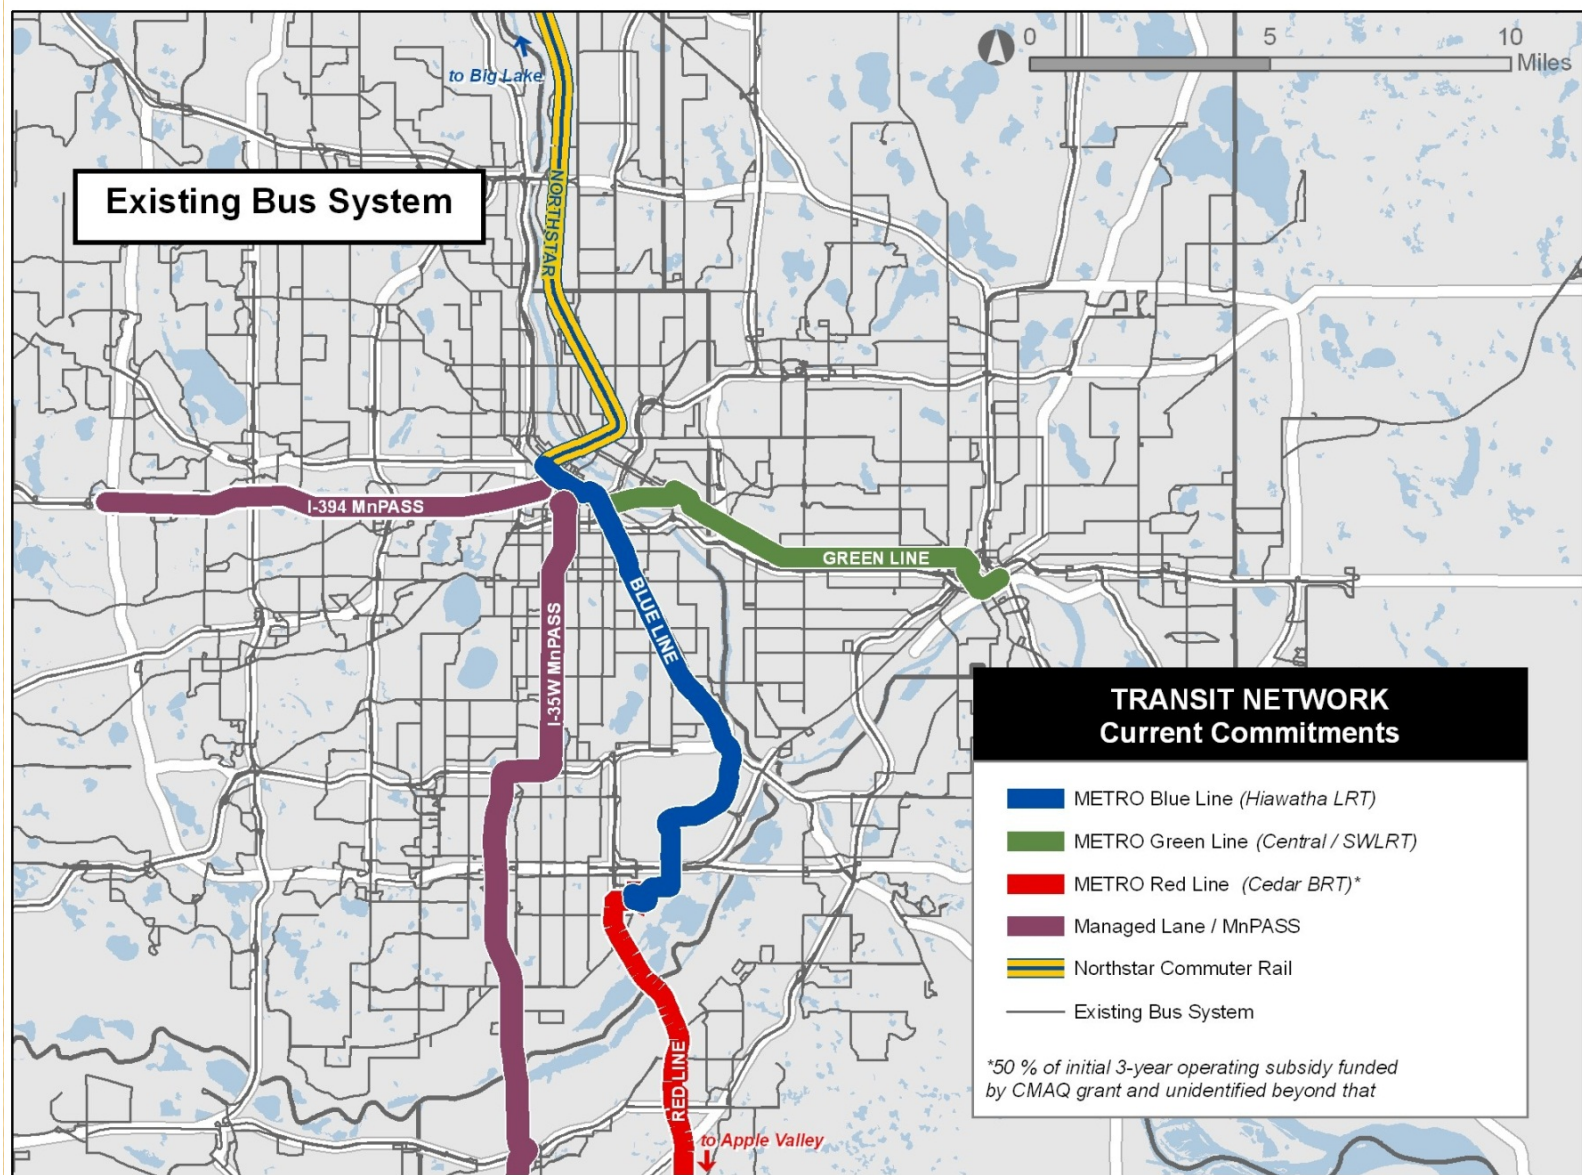 to Big Lake
0 5 10
Miles
Existing Bus System
NORTHSTAR
I-394 MnPASS
GREEN LINE
BLUE LINE
I-35W MnPASS
RED LINE
to Apple Valley
TRANSIT NETWORK
Current Commitments
METRO Blue Line (Hiawatha LRT)
METRO Green Line (Central / SWLRT)
METRO Red Line (Cedar BRT)*
Managed Lane / MnPASS
Northstar Commuter Rail
Existing Bus System
*50 % of initial 3-year operating subsidy funded
by CMAQ grant and unidentified beyond that